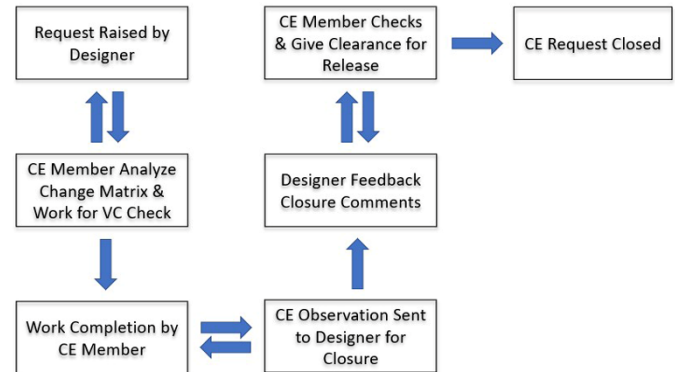 Request Raised by
Designer
CE Member Analyze
Change Matrix &
Work for VC Check
Work Completion by
CE Member
CE Observation Sent
to Designer for
Closure
Designer Feedback
Closure Comments
CE Member Checks
& Give Clearance for
Release
CE Request Closed